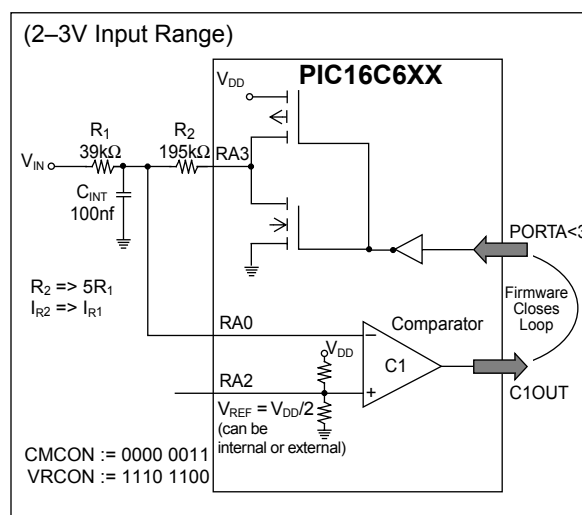 (2–3V Input Range)
PIC16C6XX
VDD
R1
39kΩ
R2
195kΩ
RA3
VIN
CINT
100nf
PORTA<3
R2 => 5R1
IR2 => IR1
Firmware
Closes
Loop
RA0
Comparator
VDD
−
C1
+
RA2
C1OUT
VREF = VDD/2
(can be
internal or external)
CMCON := 0000 0011
VRCON := 1110 1100